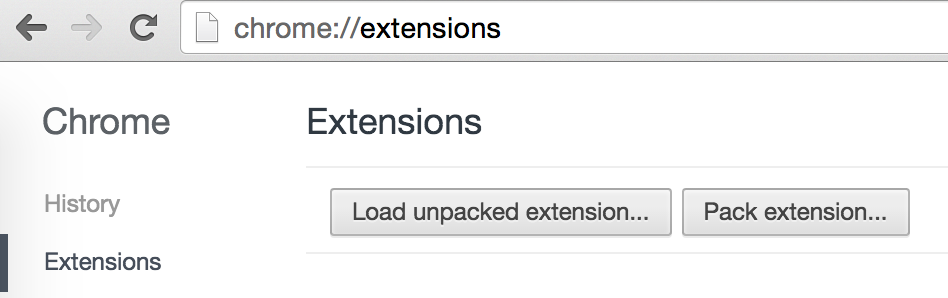 chrome://extensions
Chrome
Extensions
Load unpacked extension... Pack extension...
History
Extensions